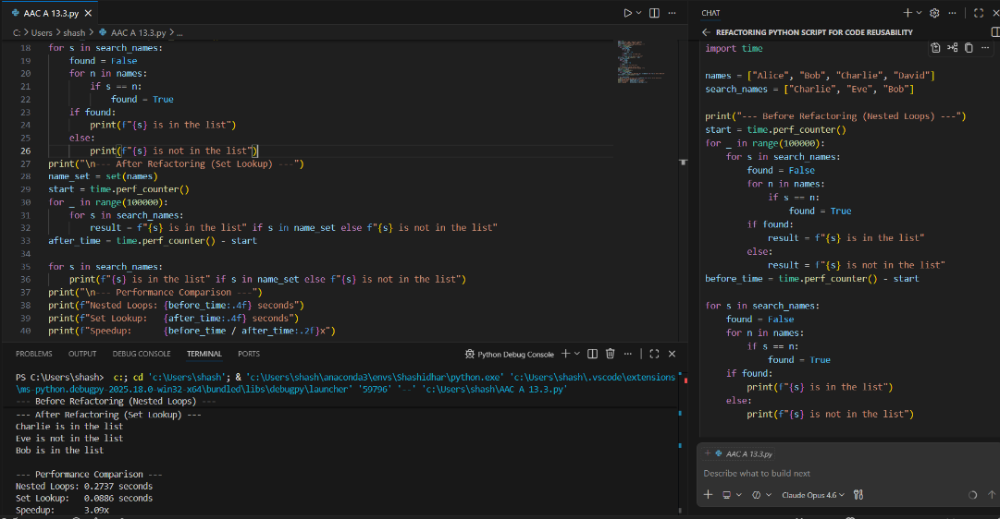 AAC A 13.3.py
C: > Users > shash > AAC A 13.3.py > ...
18 for s in search_names:
19 found = False
20 for n in names:
21 if s == n:
22 found = True
23 if found:
24 print(f"{s} is in the list")
25 else:
26 print(f"{s} is not in the list")
27 print("\n--- After Refactoring (Set Lookup) ---")
28 name_set = set(names)
29 start = time.perf_counter()
30 for _ in range(100000):
31 for s in search_names:
32 result = f"{s} is in the list" if s in name_set else f"{s} is not in the list"
33 after_time = time.perf_counter() - start
34
35 for s in search_names:
36 print(f"{s} is in the list" if s in name_set else f"{s} is not in the list")
37 print("\n--- Performance Comparison ---")
38 print(f"Nested Loops: {before_time:.4f} seconds")
39 print(f"Set Lookup: {after_time:.4f} seconds")
40 print(f"Speedup: {before_time / after_time:.2f}x")
PROBLEMS OUTPUT DEBUG CONSOLE TERMINAL PORTS Python Debug Console
PS C:\Users\shash> c:; cd 'c:\Users\shash'; & 'c:\Users\shash\anaconda3\envs\Shashidhar\python.exe' 'c:\Users\shash\.vscode\extensions
\ms-python.debugpy-2025.18.0-win32-x64\bundled\libs\debugpy\launcher' '59796' '--' 'c:\Users\shash\AAC A 13.3.py'
--- Before Refactoring (Nested Loops) ---
--- After Refactoring (Set Lookup) ---
Charlie is in the list
Eve is not in the list
Bob is in the list
--- Performance Comparison ---
Nested Loops: 0.2737 seconds
Set Lookup: 0.0886 seconds
Speedup: 3.09x
CHAT
REFACTORING PYTHON SCRIPT FOR CODE REUSABILITY
import time
names = ["Alice", "Bob", "Charlie", "David"]
search_names = ["Charlie", "Eve", "Bob"]
print("--- Before Refactoring (Nested Loops) ---")
start = time.perf_counter()
for _ in range(100000):
for s in search_names:
found = False
for n in names:
if s == n:
found = True
if found:
result = f"{s} is in the list"
else:
result = f"{s} is not in the list"
before_time = time.perf_counter() - start
for s in search_names:
found = False
for n in names:
if s == n:
found = True
if found:
print(f"{s} is in the list")
else:
print(f"{s} is not in the list")
AAC A 13.3.py
Describe what to build next
Claude Opus 4.6